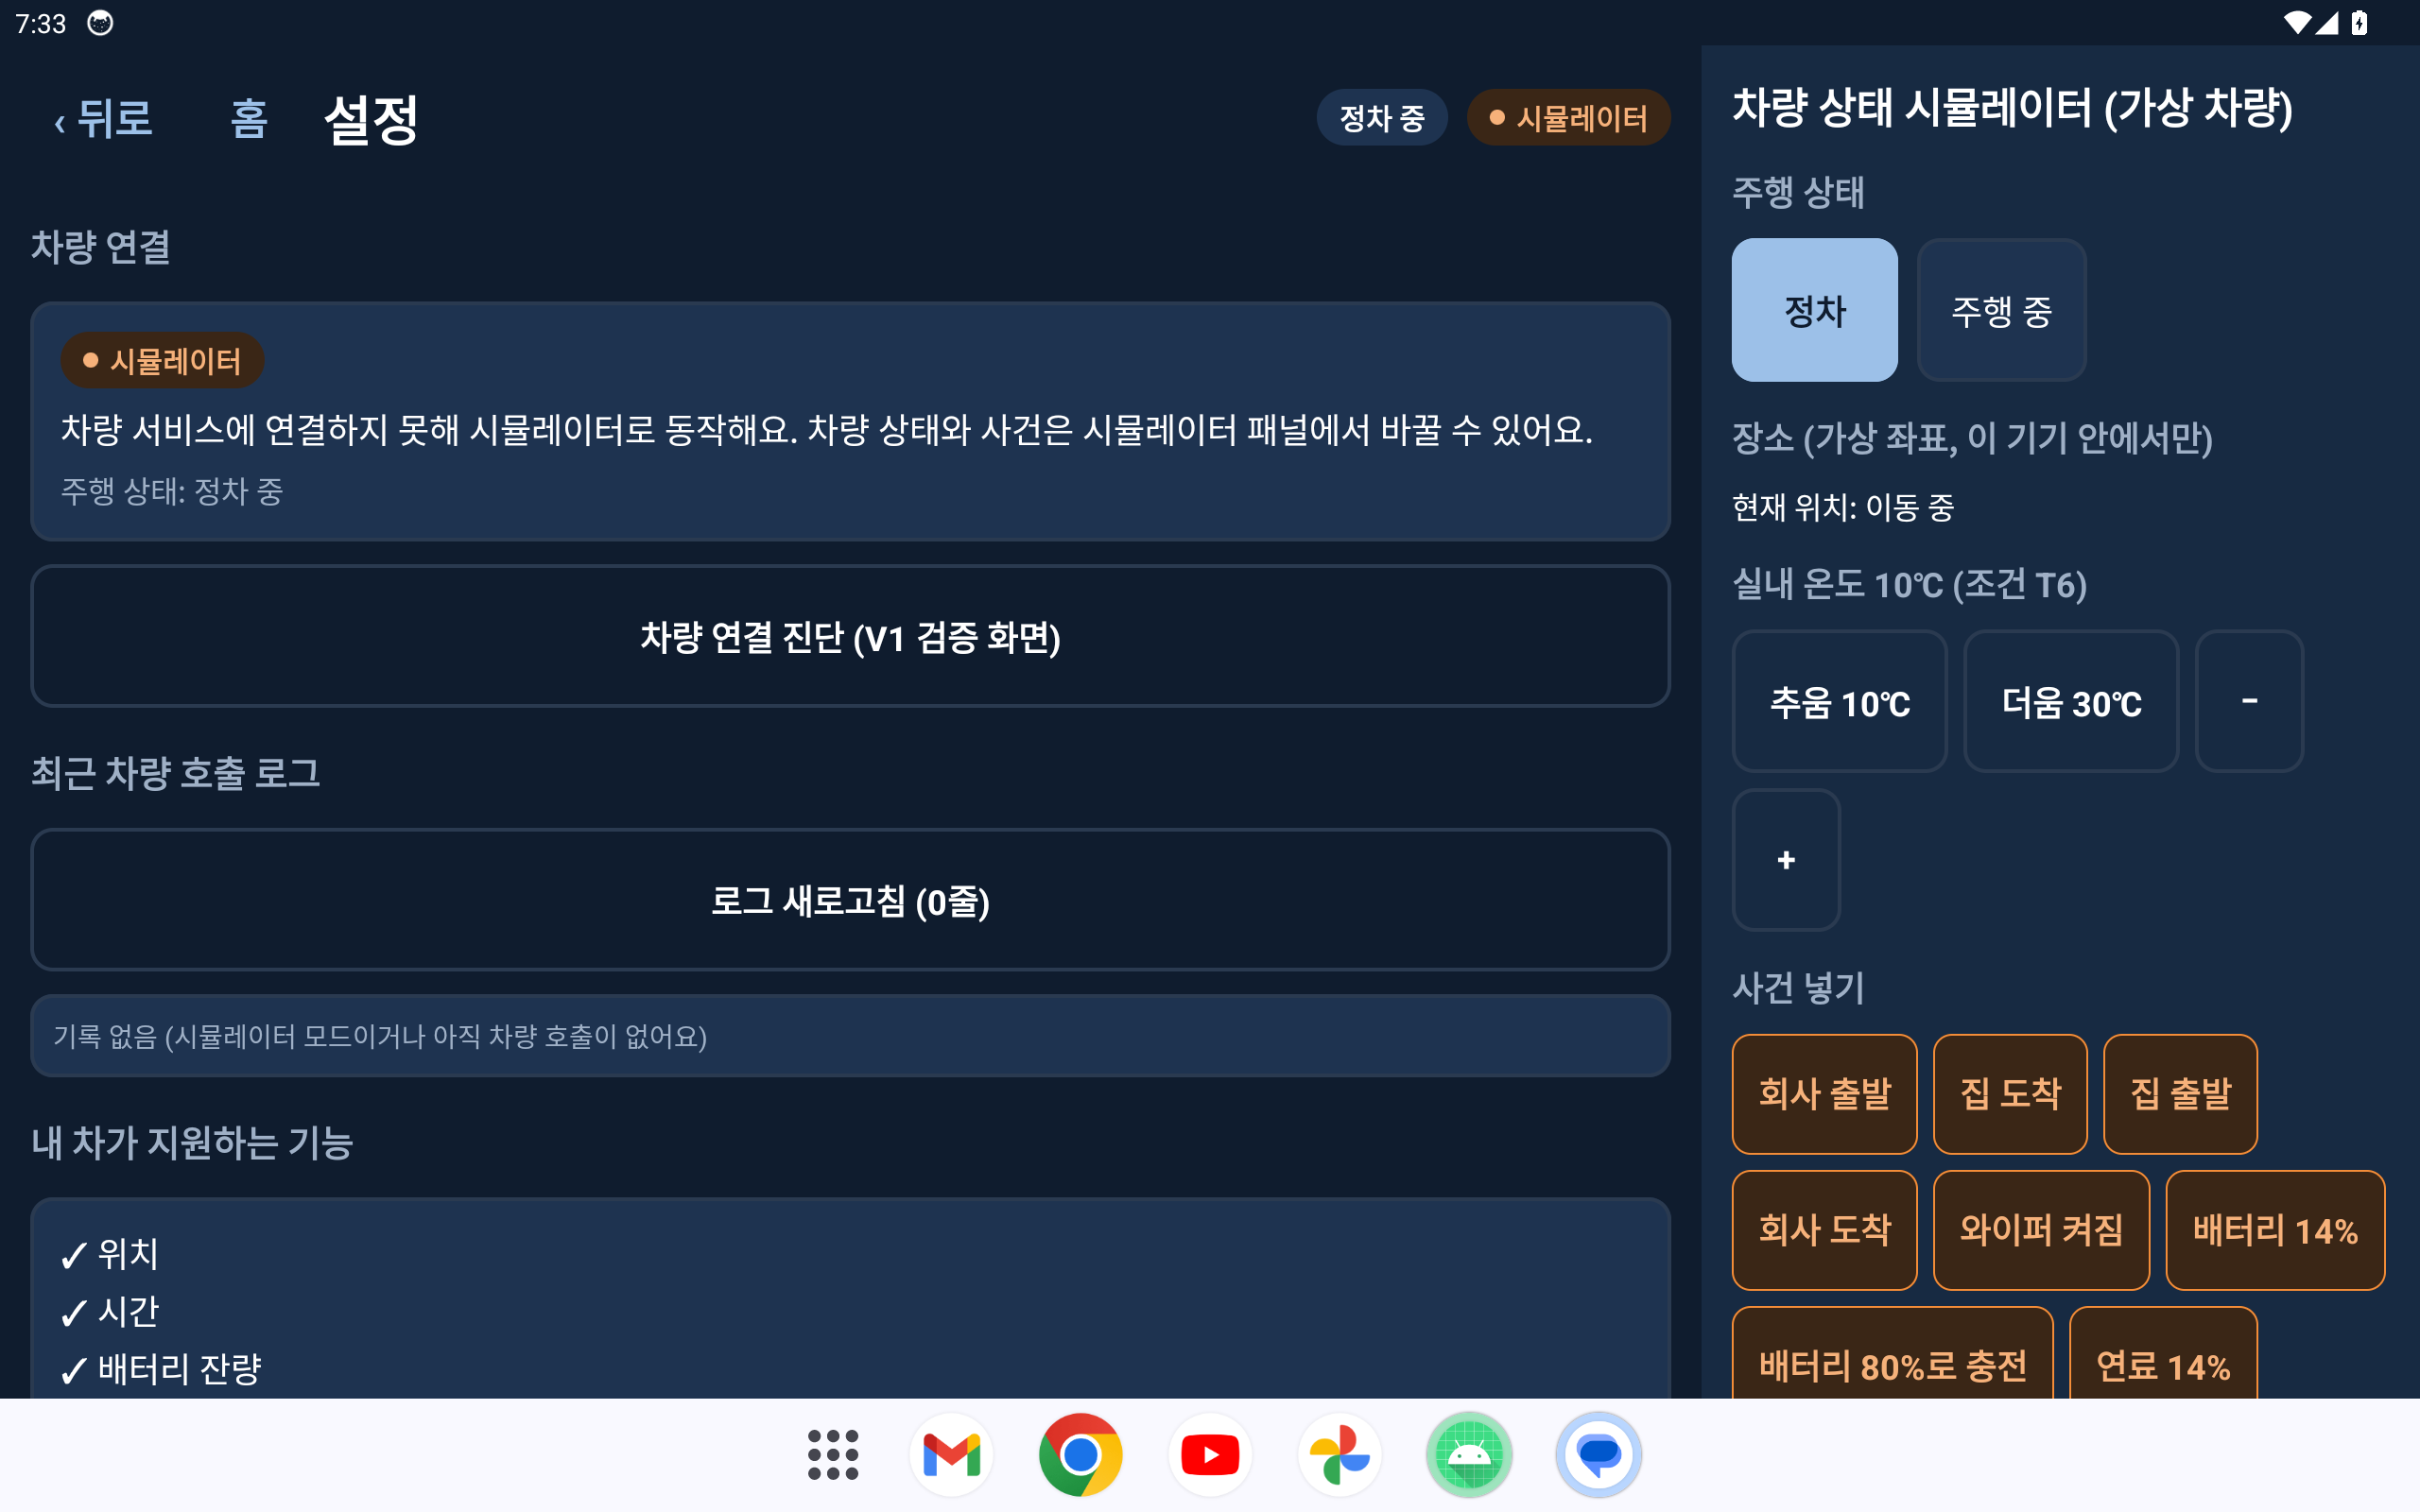 7:33
‹ 뒤로
홈
설정
정차 중
시뮬레이터
차량 연결
시뮬레이터
차량 서비스에 연결하지 못해 시뮬레이터로 동작해요. 차량 상태와 사건은 시뮬레이터 패널에서 바꿀 수 있어요.
주행 상태: 정차 중
차량 연결 진단 (V1 검증 화면)
최근 차량 호출 로그
로그 새로고침 (0줄)
기록 없음 (시뮬레이터 모드이거나 아직 차량 호출이 없어요)
내 차가 지원하는 기능
✓ 위치
✓ 시간
✓ 배터리 잔량
차량 상태 시뮬레이터 (가상 차량)
주행 상태
정차
주행 중
장소 (가상 좌표, 이 기기 안에서만)
현재 위치: 이동 중
실내 온도 10℃ (조건 T6)
추움 10℃
더움 30℃
−
+
사건 넣기
회사 출발
집 도착
집 출발
회사 도착
와이퍼 켜짐
배터리 14%
배터리 80%로 충전
연료 14%